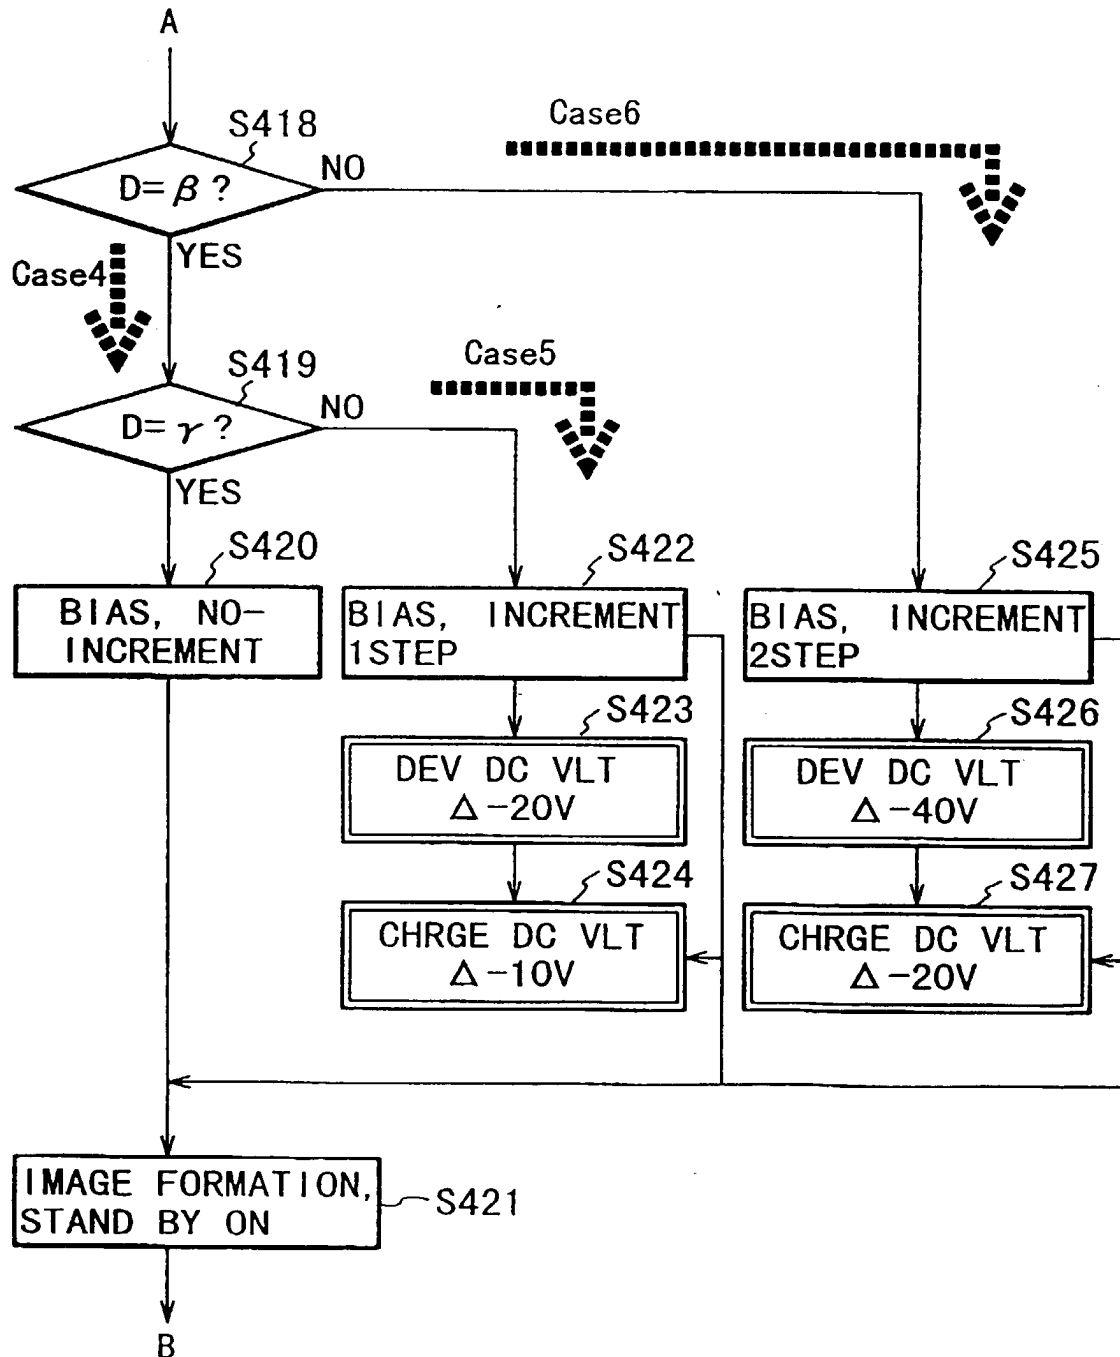 A
S418
Case6
D=β?
NO
YES
Case4
S419
Case5
D=γ?
NO
YES
S420
BIAS, NO-
INCREMENT
S422
BIAS, INCREMENT
1STEP
S425
BIAS, INCREMENT
2STEP
S423
DEV DC VLT
△-20V
S426
DEV DC VLT
△-40V
S424
CHRGE DC VLT
△-10V
S427
CHRGE DC VLT
△-20V
IMAGE FORMATION,
STAND BY ON
S421
B